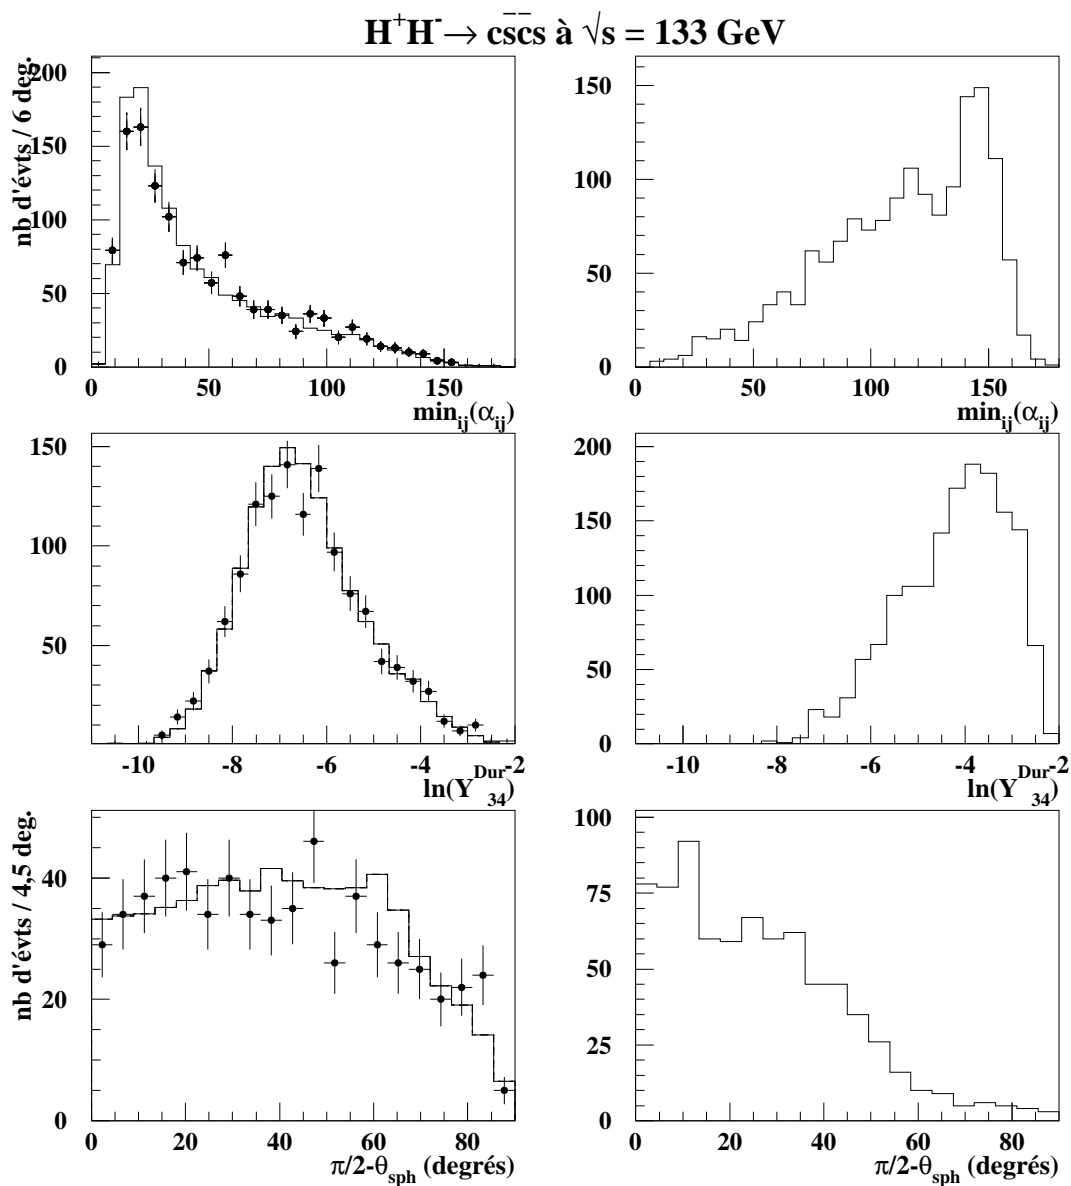 H⁺H⁻→ cs̄c̄s à √s = 133 GeV
nb d'évts / 6 deg.
200
150
100
50
0
0 50 100 150
min_ij(α_ij)
150
100
50
0
0 50 100 150
min_ij(α_ij)
150
100
50
-10 -8 -6 -4 -2
ln(Y_34^Dur)
200
150
100
50
0
-10 -8 -6 -4 -2
ln(Y_34^Dur)
nb d'évts / 4,5 deg.
40
20
0
0 20 40 60 80
π/2-θ_sph (degrés)
100
75
50
25
0
0 20 40 60 80
π/2-θ_sph (degrés)